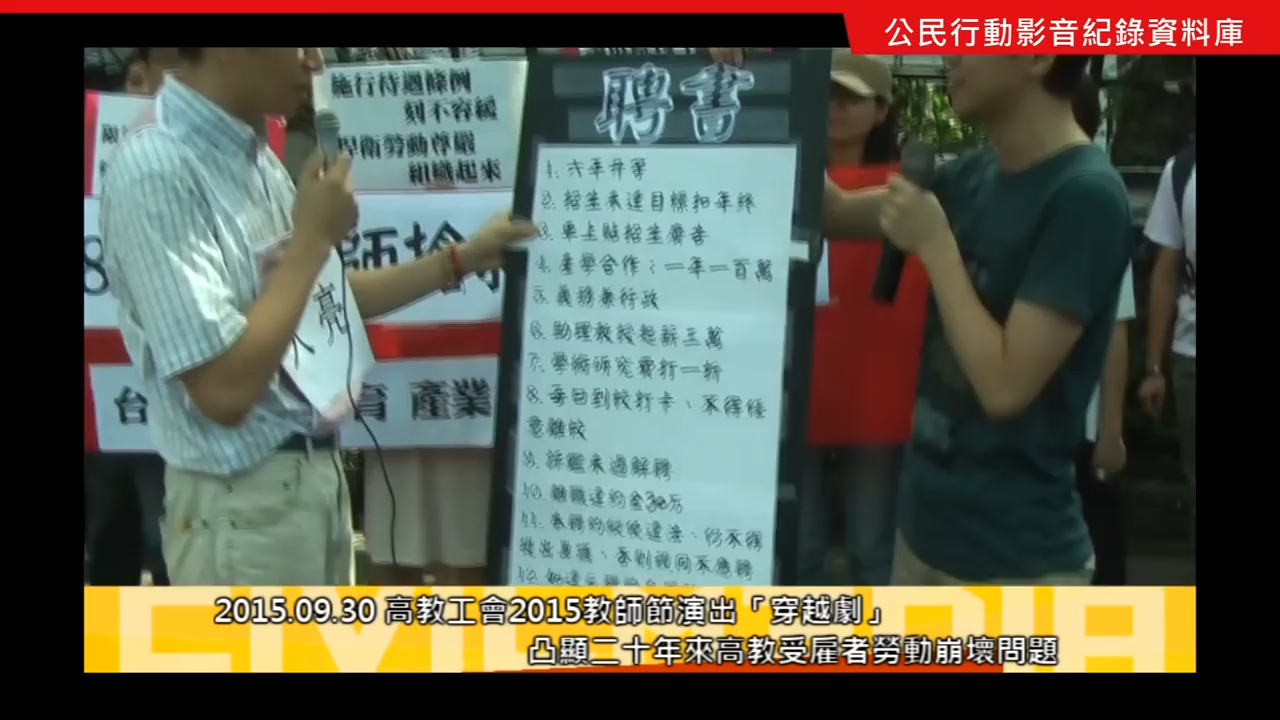 公民行動影音紀錄資料庫
施行待遇條例
刻不容緩
捍衛勞動尊嚴
組織起來
師搶
台
育 產業
亮
聘書
1. 六年升等
2. 招生未達目標扣年終
3. 車上貼招生廣告
4. 產學合作：一年一百萬
5. 義務兼行政
6. 助理教授起薪三萬
7. 學術研究費打一折
8. 每日到校打卡、不得任
意離校
9. 評鑑未過解聘
10. 離職違約金30万
11. 本聘約縱使違法、仍不得
提出異議、否則視同不應聘
2015.09.30 高教工會2015教師節演出「穿越劇」
凸顯二十年來高教受雇者勞動崩壞問題